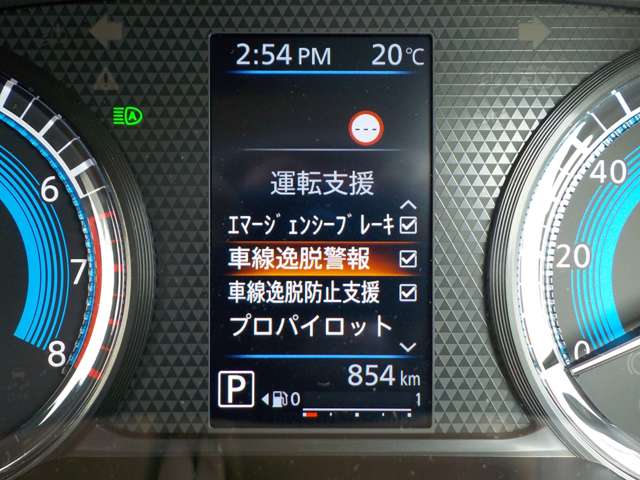 2:54 PM 20℃
---
運転支援
ｴﾏｰｼﾞｪﾝｼｰﾌﾞﾚｰｷ
車線逸脱警報
車線逸脱防止支援
プロパイロット
854 km
P
0 1
A
6
7
8
40
20
0